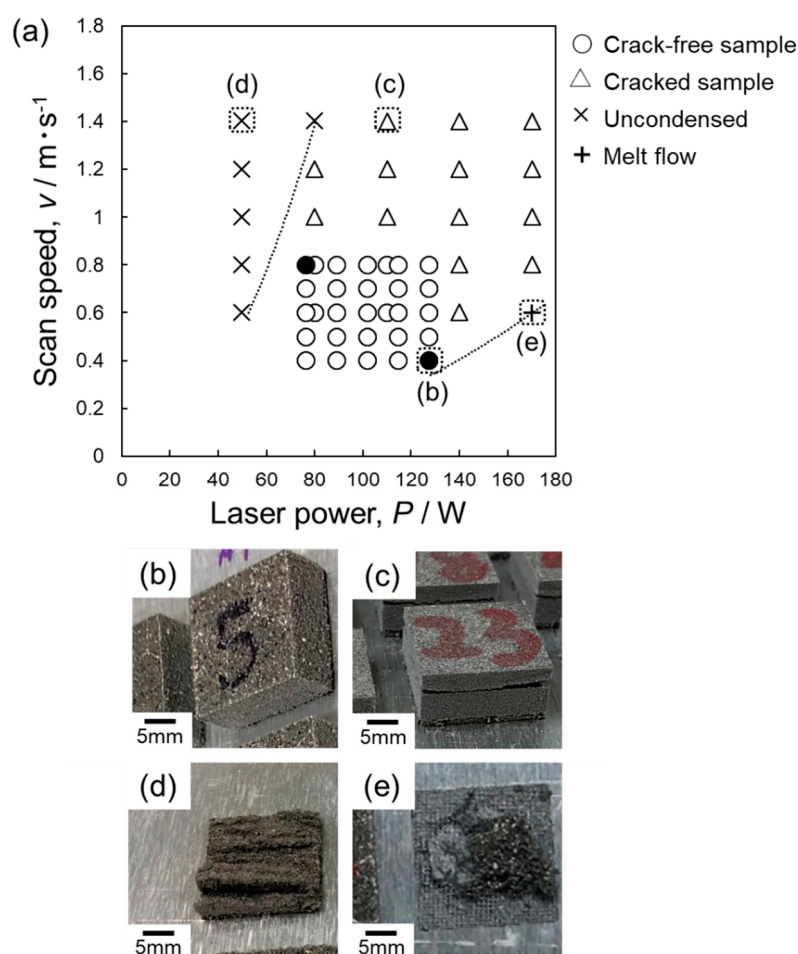 (a)
1.8
1.6
1.4
1.2
1
0.8
0.6
0.4
0.2
0
Scan speed, v / m·s-1
(d)
(c)
(b)
(e)
0 20 40 60 80 100 120 140 160 180
Laser power, P / W
Crack-free sample
Cracked sample
Uncondensed
Melt flow
(b)
5
5mm
(c)
23
5mm
(d)
5mm
(e)
5mm